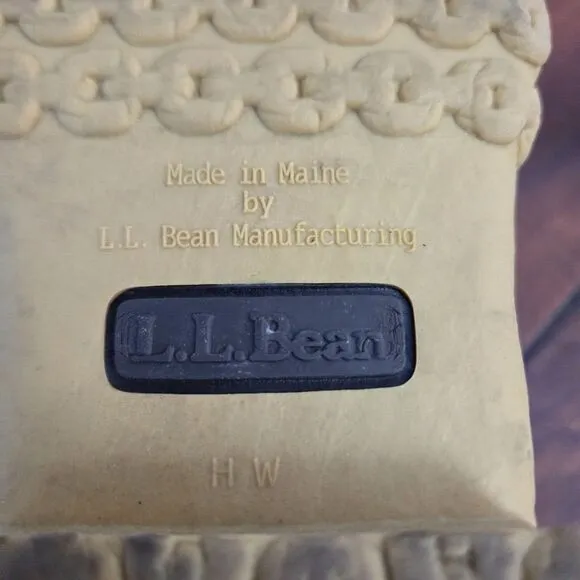 Made in Maine
by
L.L. Bean Manufacturing
L.L.Bean
H W